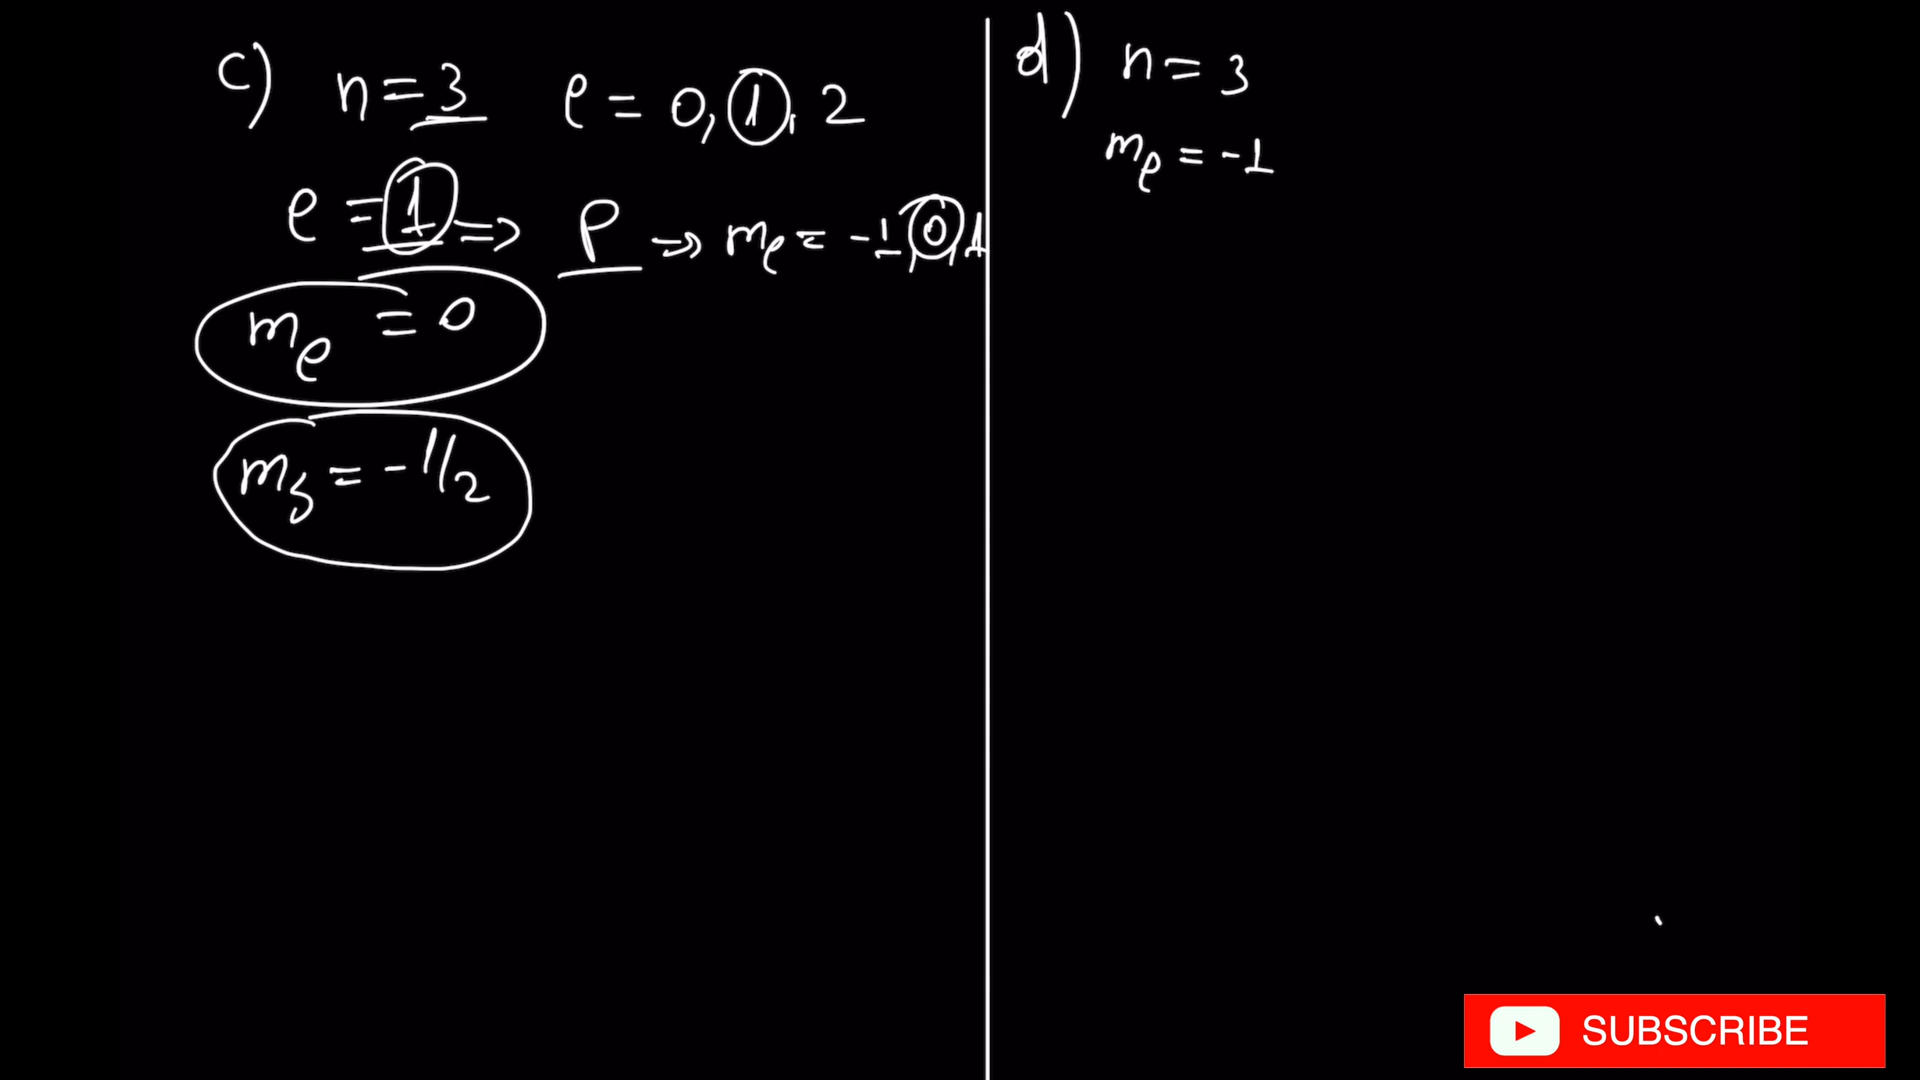 c) n = 3 ℓ = 0, 1, 2
ℓ = 1 => P → mℓ = -1, 0, 1
mℓ = 0
ms = -1/2
d) n = 3
mℓ = -1
SUBSCRIBE